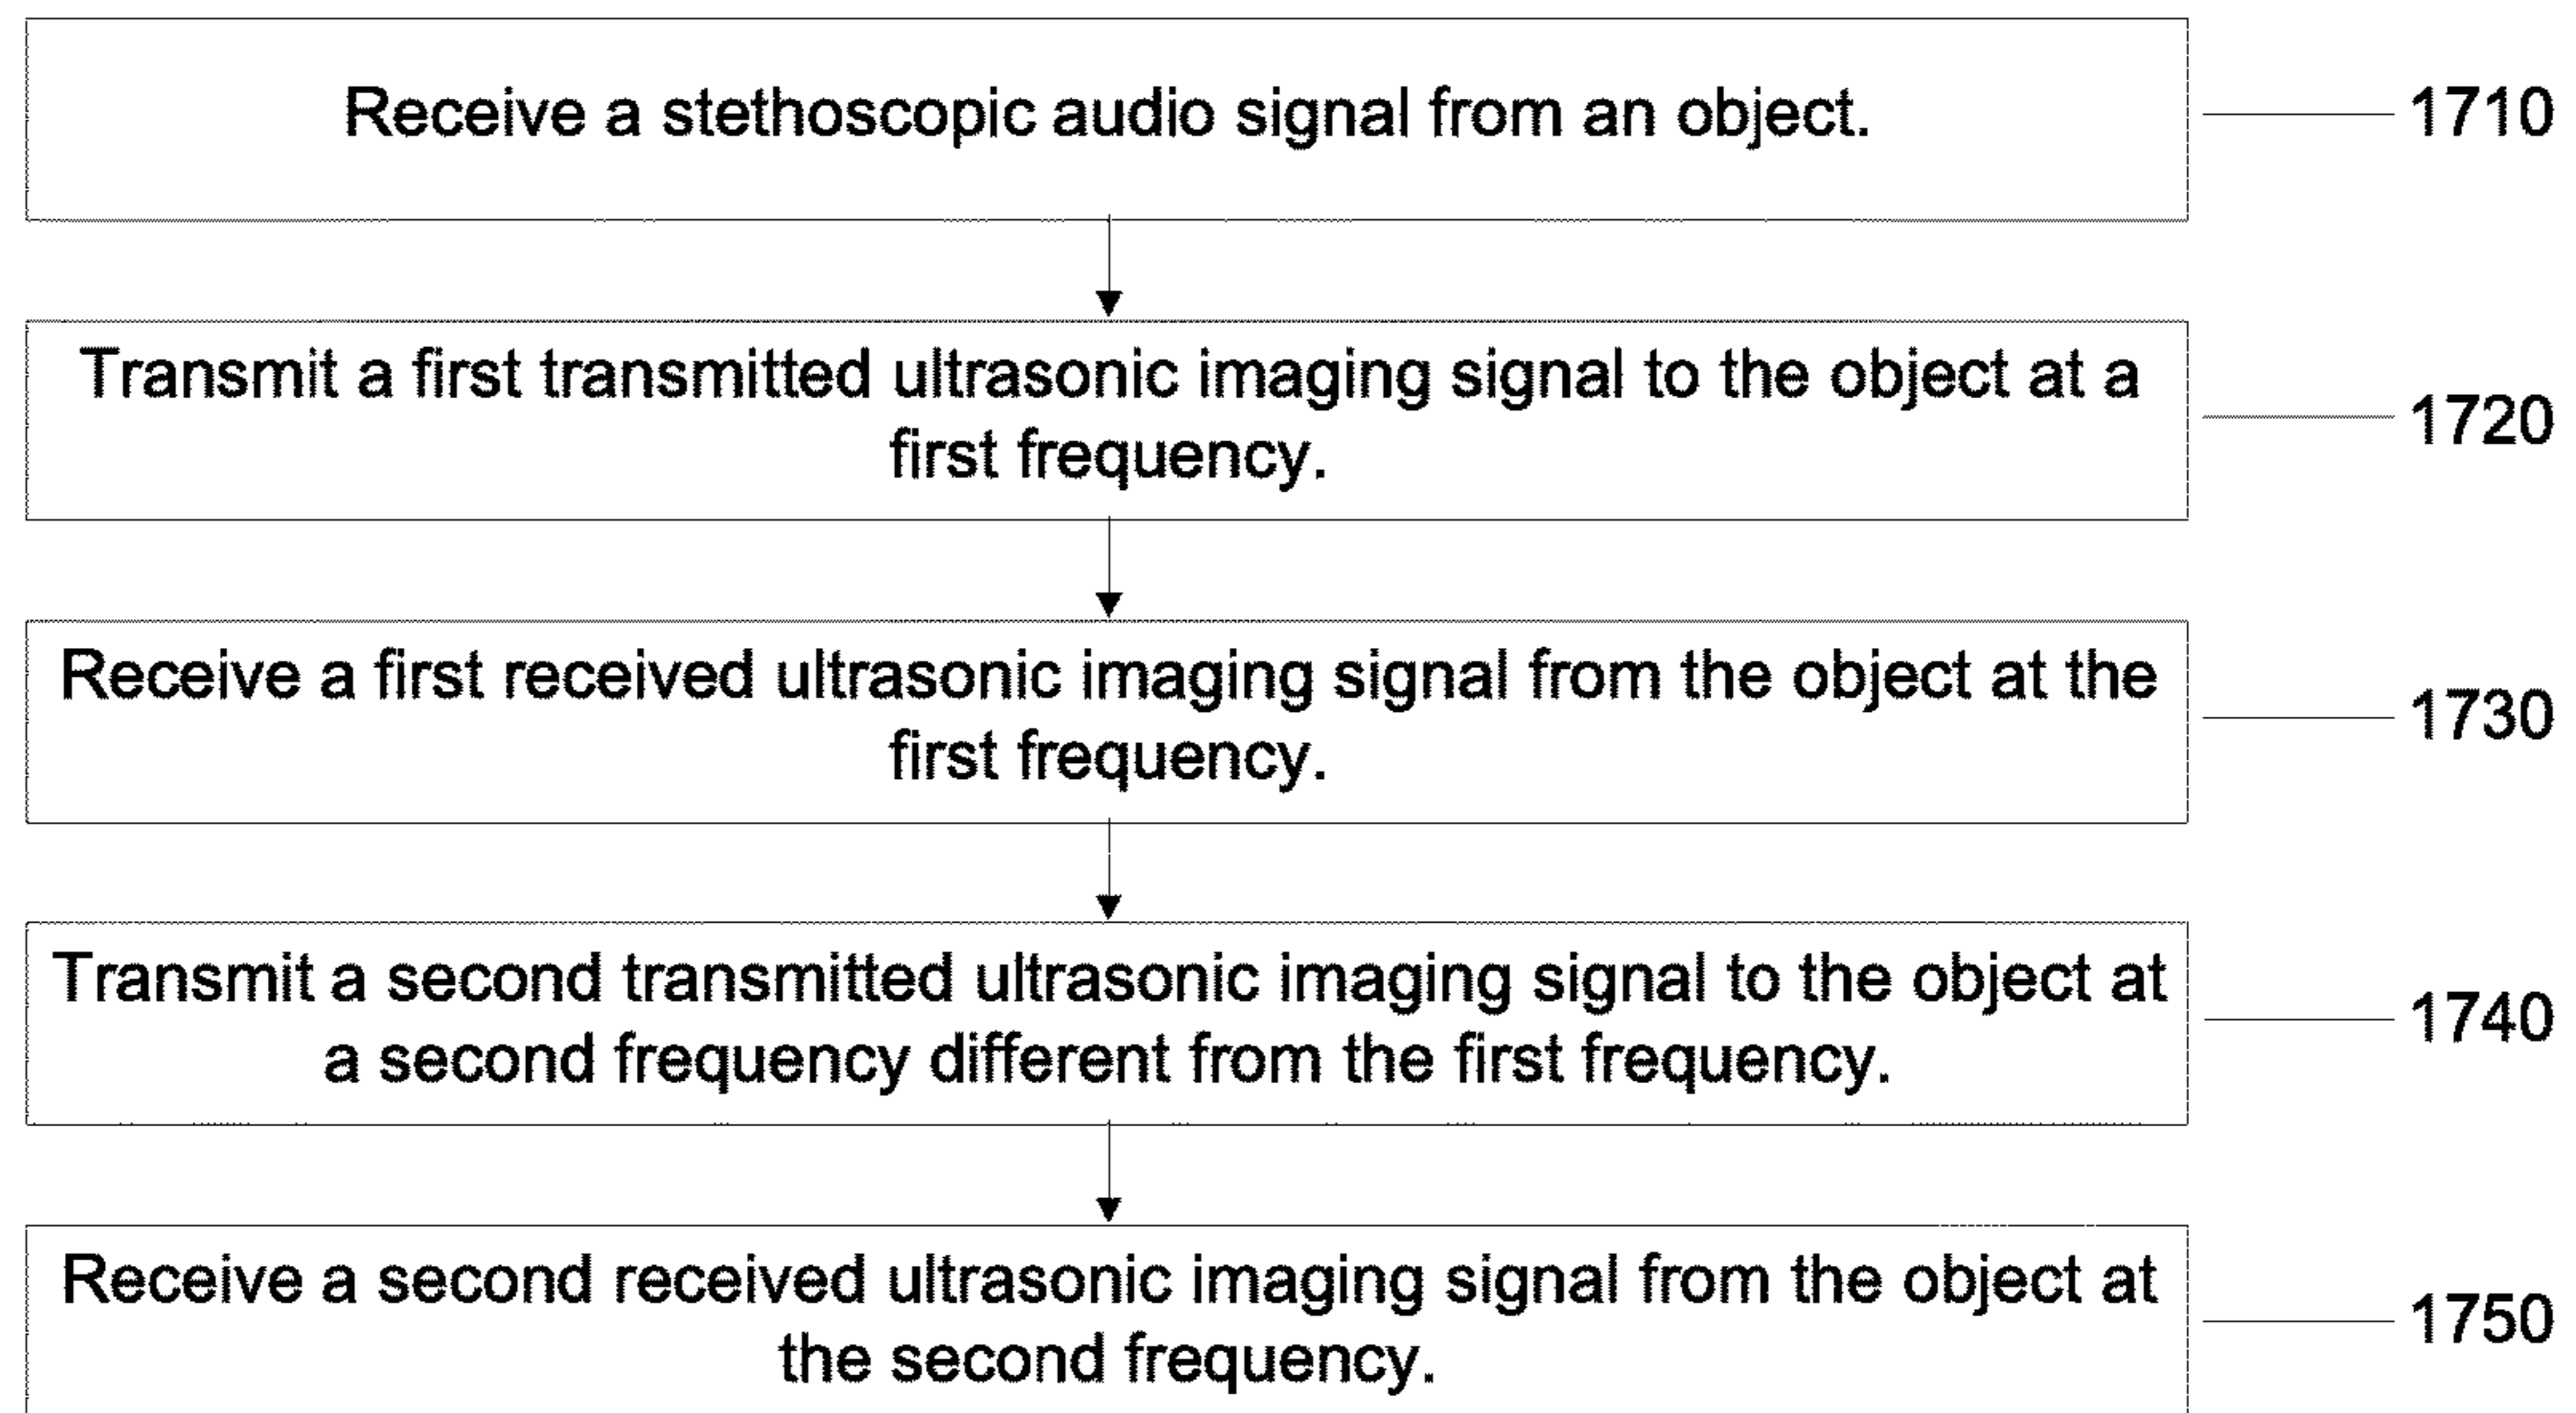 Receive a stethoscopic audio signal from an object.
1710
Transmit a first transmitted ultrasonic imaging signal to the object at a
first frequency.
1720
Receive a first received ultrasonic imaging signal from the object at the
first frequency.
1730
Transmit a second transmitted ultrasonic imaging signal to the object at
a second frequency different from the first frequency.
1740
Receive a second received ultrasonic imaging signal from the object at
the second frequency.
1750